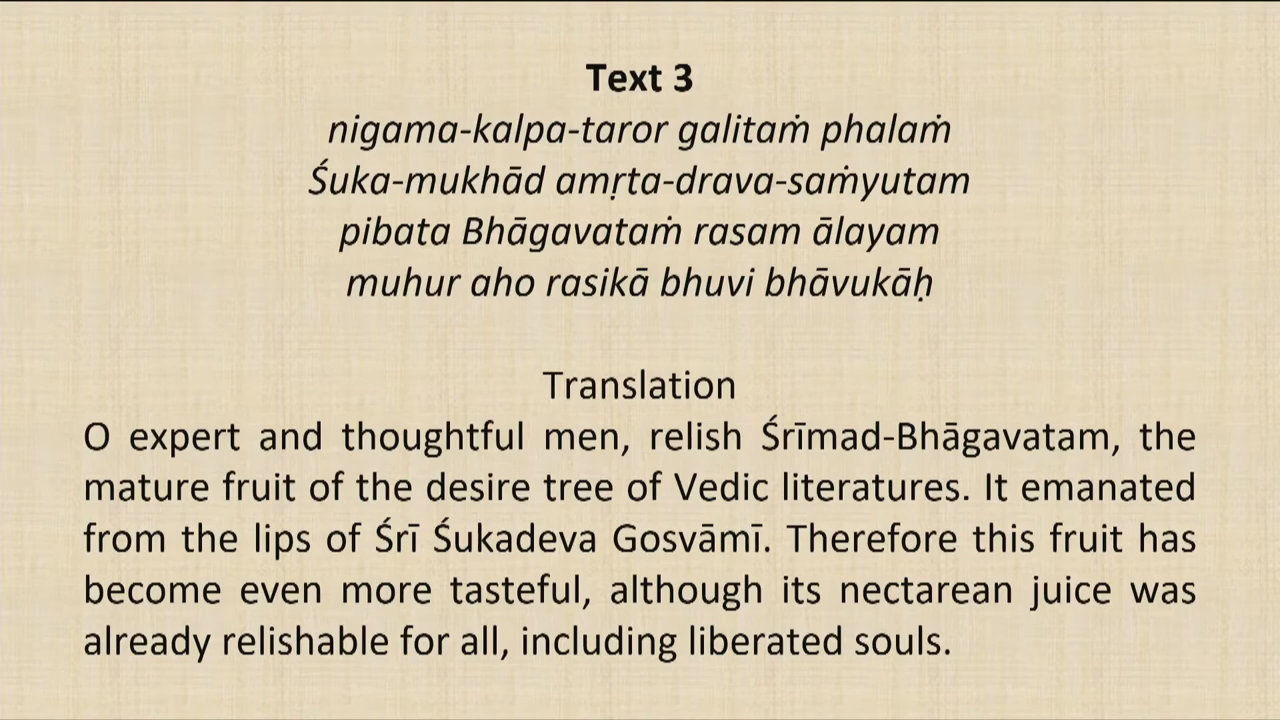 Text 3
nigama-kalpa-taror galitaṁ phalaṁ
Śuka-mukhād amṛta-drava-saṁyutam
pibata Bhāgavataṁ rasam ālayam
muhur aho rasikā bhuvi bhāvukāḥ
Translation
O expert and thoughtful men, relish Śrīmad-Bhāgavatam, the
mature fruit of the desire tree of Vedic literatures. It emanated
from the lips of Śrī Śukadeva Gosvāmī. Therefore this fruit has
become even more tasteful, although its nectarean juice was
already relishable for all, including liberated souls.